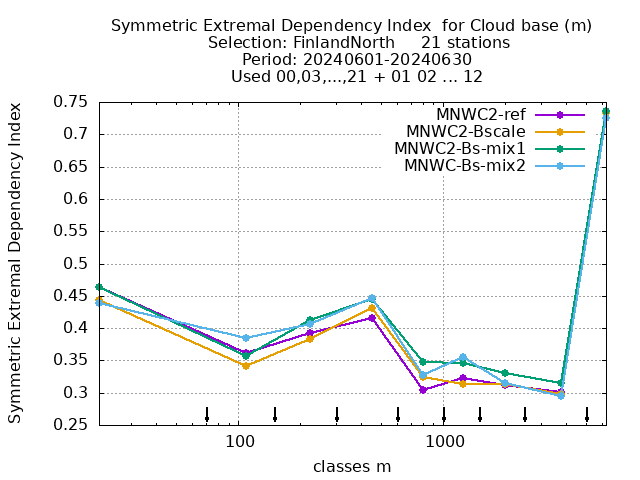 Symmetric Extremal Dependency Index  for Cloud base (m)
Selection: FinlandNorth     21 stations
Period: 20240601-20240630
Used 00,03,...,21 + 01 02 ... 12
MNWC2-ref
MNWC2-Bscale
MNWC2-Bs-mix1
MNWC-Bs-mix2
Symmetric Extremal Dependency Index
0.75
0.7
0.65
0.6
0.55
0.5
0.45
0.4
0.35
0.3
0.25
100
1000
classes m